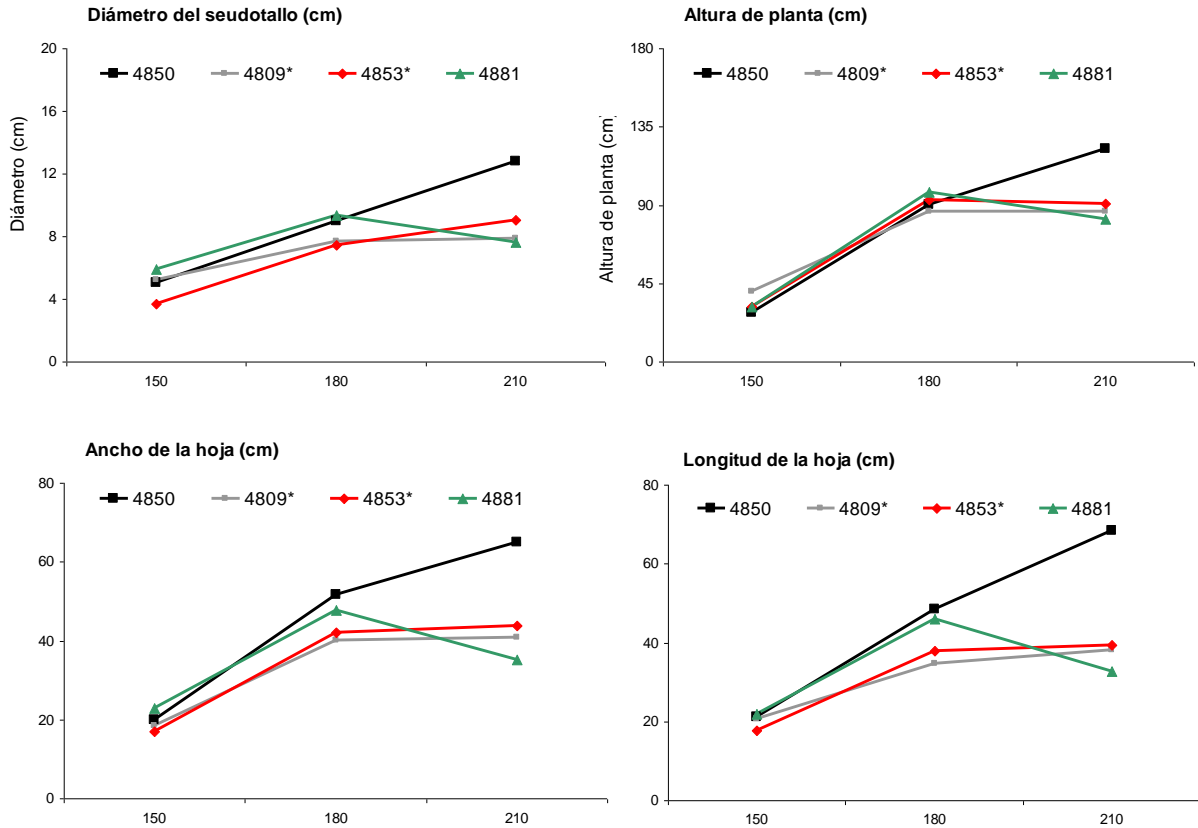 Diámetro del seudotallo (cm)
20
16
12
8
4
0
Diámetro (cm)
4850 4809* 4853* 4881
150 180 210
Altura de planta (cm)
180
135
90
45
0
Altura de planta (cm)
4850 4809* 4853* 4881
150 180 210
Ancho de la hoja (cm)
80
60
40
20
0
4850 4809* 4853* 4881
150 180 210
Longitud de la hoja (cm)
80
60
40
20
0
4850 4809* 4853* 4881
150 180 210